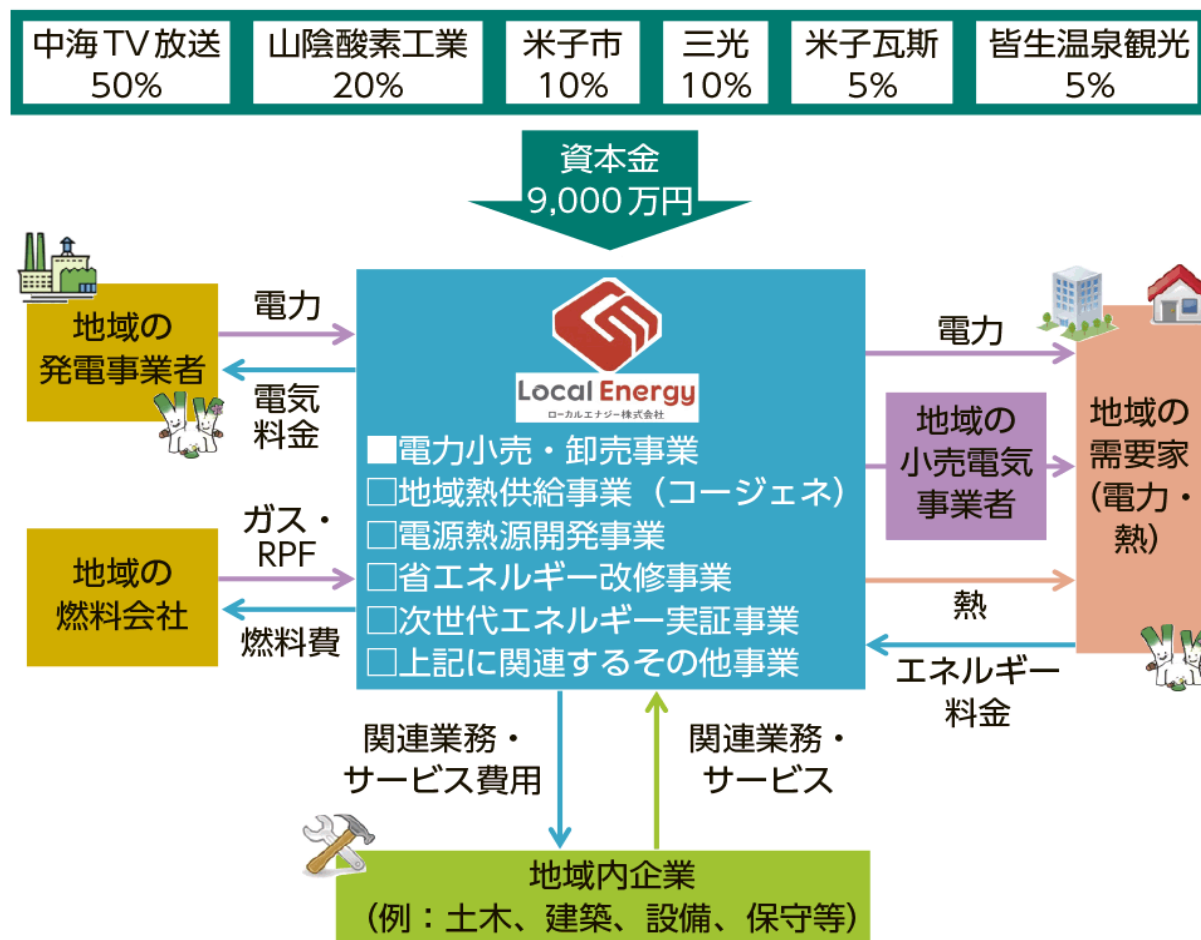 中海TV放送
50%
山陰酸素工業
20%
米子市
10%
三光
10%
米子瓦斯
5%
皆生温泉観光
5%
資本金
9,000万円
地域の
発電事業者
電力
電気
料金
地域の
燃料会社
ガス・
RPF
燃料費
Local Energy
ローカルエナジー株式会社
■電力小売・卸売事業
□地域熱供給事業（コージェネ）
□電源熱源開発事業
□省エネルギー改修事業
□次世代エネルギー実証事業
□上記に関連するその他事業
電力
地域の
小売電気
事業者
熱
エネルギー
料金
地域の
需要家
(電力・
熱)
関連業務・
サービス費用
関連業務・
サービス
地域内企業
（例：土木、建築、設備、保守等）